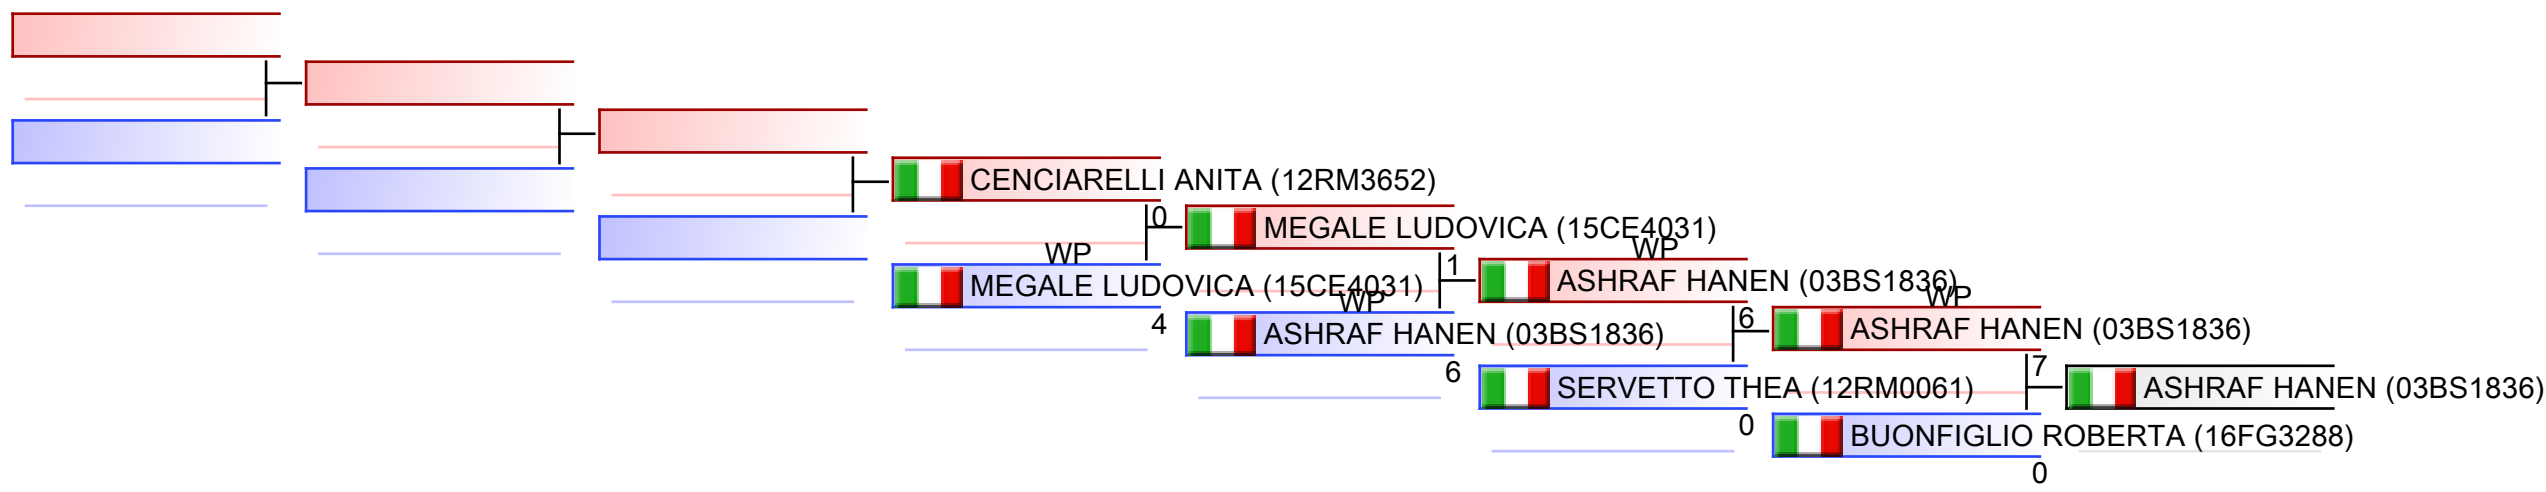 CENCIARELLI ANITA (12RM3652)
0
MEGALE LUDOVICA (15CE4031)
WP
WP
1
MEGALE LUDOVICA (15CE4031)
ASHRAF HANEN (03BS1836)
WP
WP
4
6
ASHRAF HANEN (03BS1836)
ASHRAF HANEN (03BS1836)
7
6
SERVETTO THEA (12RM0061)
ASHRAF HANEN (03BS1836)
0
BUONFIGLIO ROBERTA (16FG3288)
0